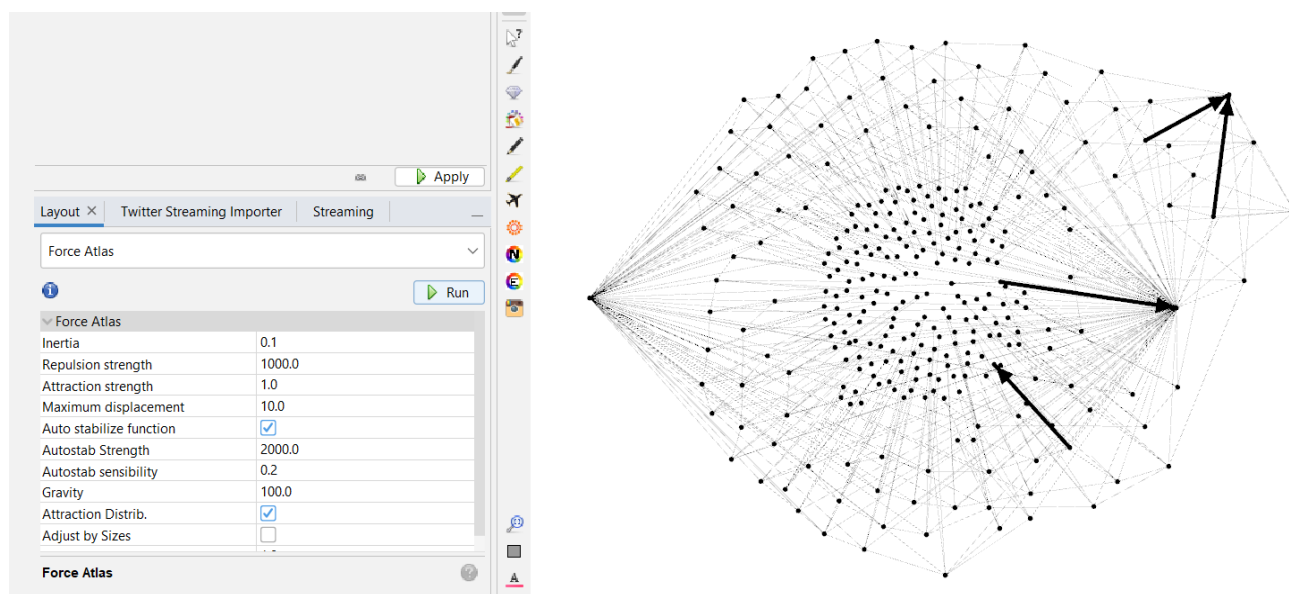 Apply
Layout × Twitter Streaming Importer Streaming
Force Atlas
Run
Force Atlas
Inertia 0.1
Repulsion strength 1000.0
Attraction strength 1.0
Maximum displacement 10.0
Auto stabilize function
Autostab Strength 2000.0
Autostab sensibility 0.2
Gravity 100.0
Attraction Distrib.
Adjust by Sizes
Force Atlas ?
?
N
E
A